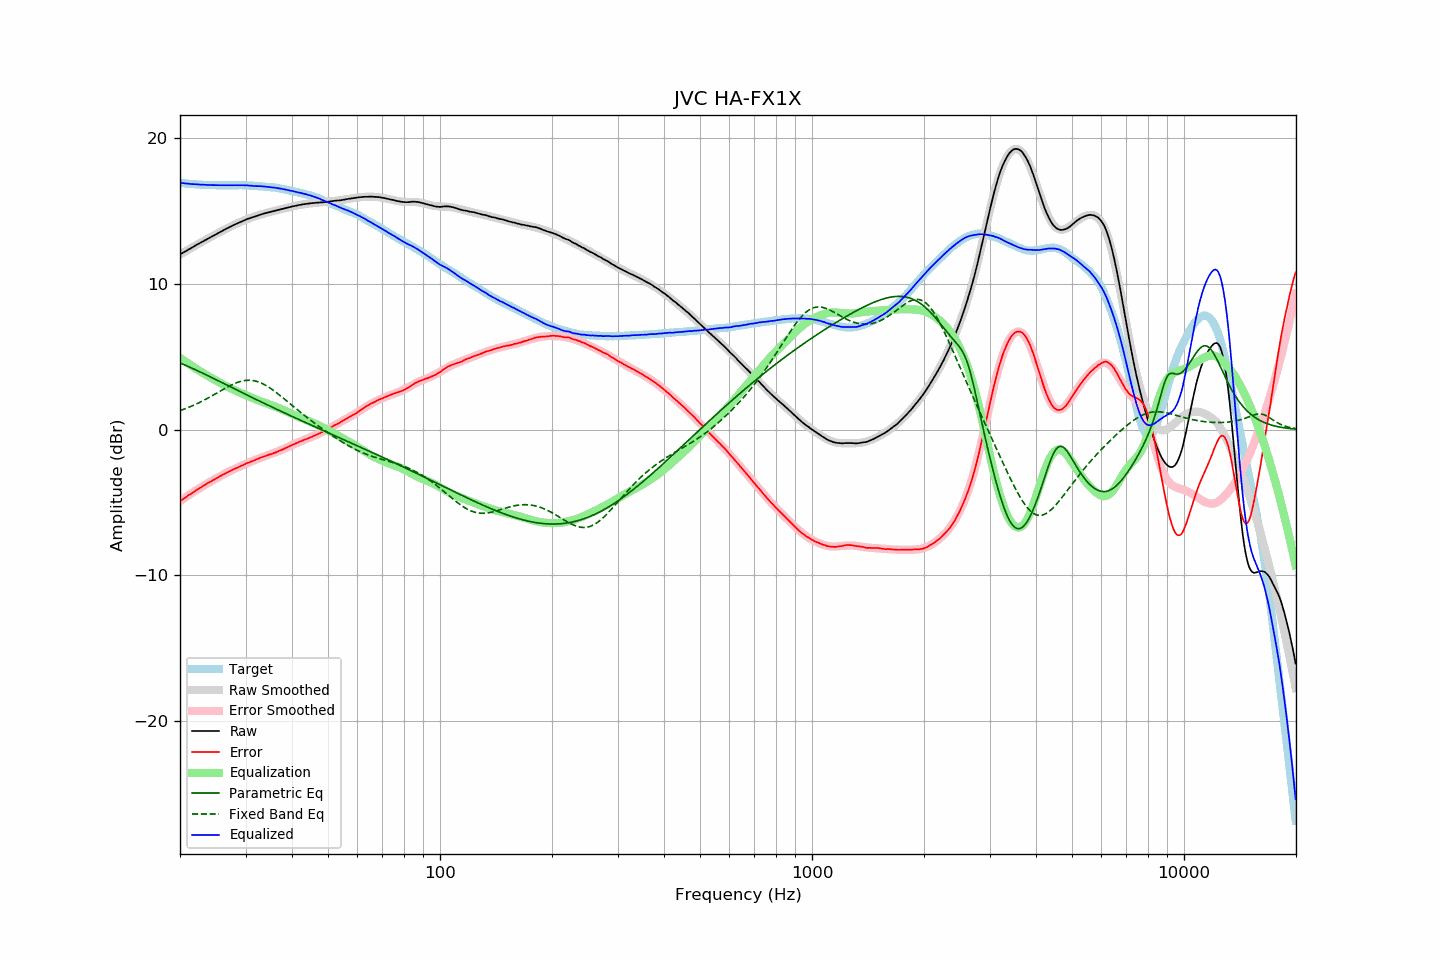 JVC HA-FX1X
20
10
0
−10
−20
Amplitude (dBr)
Target
Raw Smoothed
Error Smoothed
Raw
Error
Equalization
Parametric Eq
Fixed Band Eq
Equalized
100
1000
10000
Frequency (Hz)